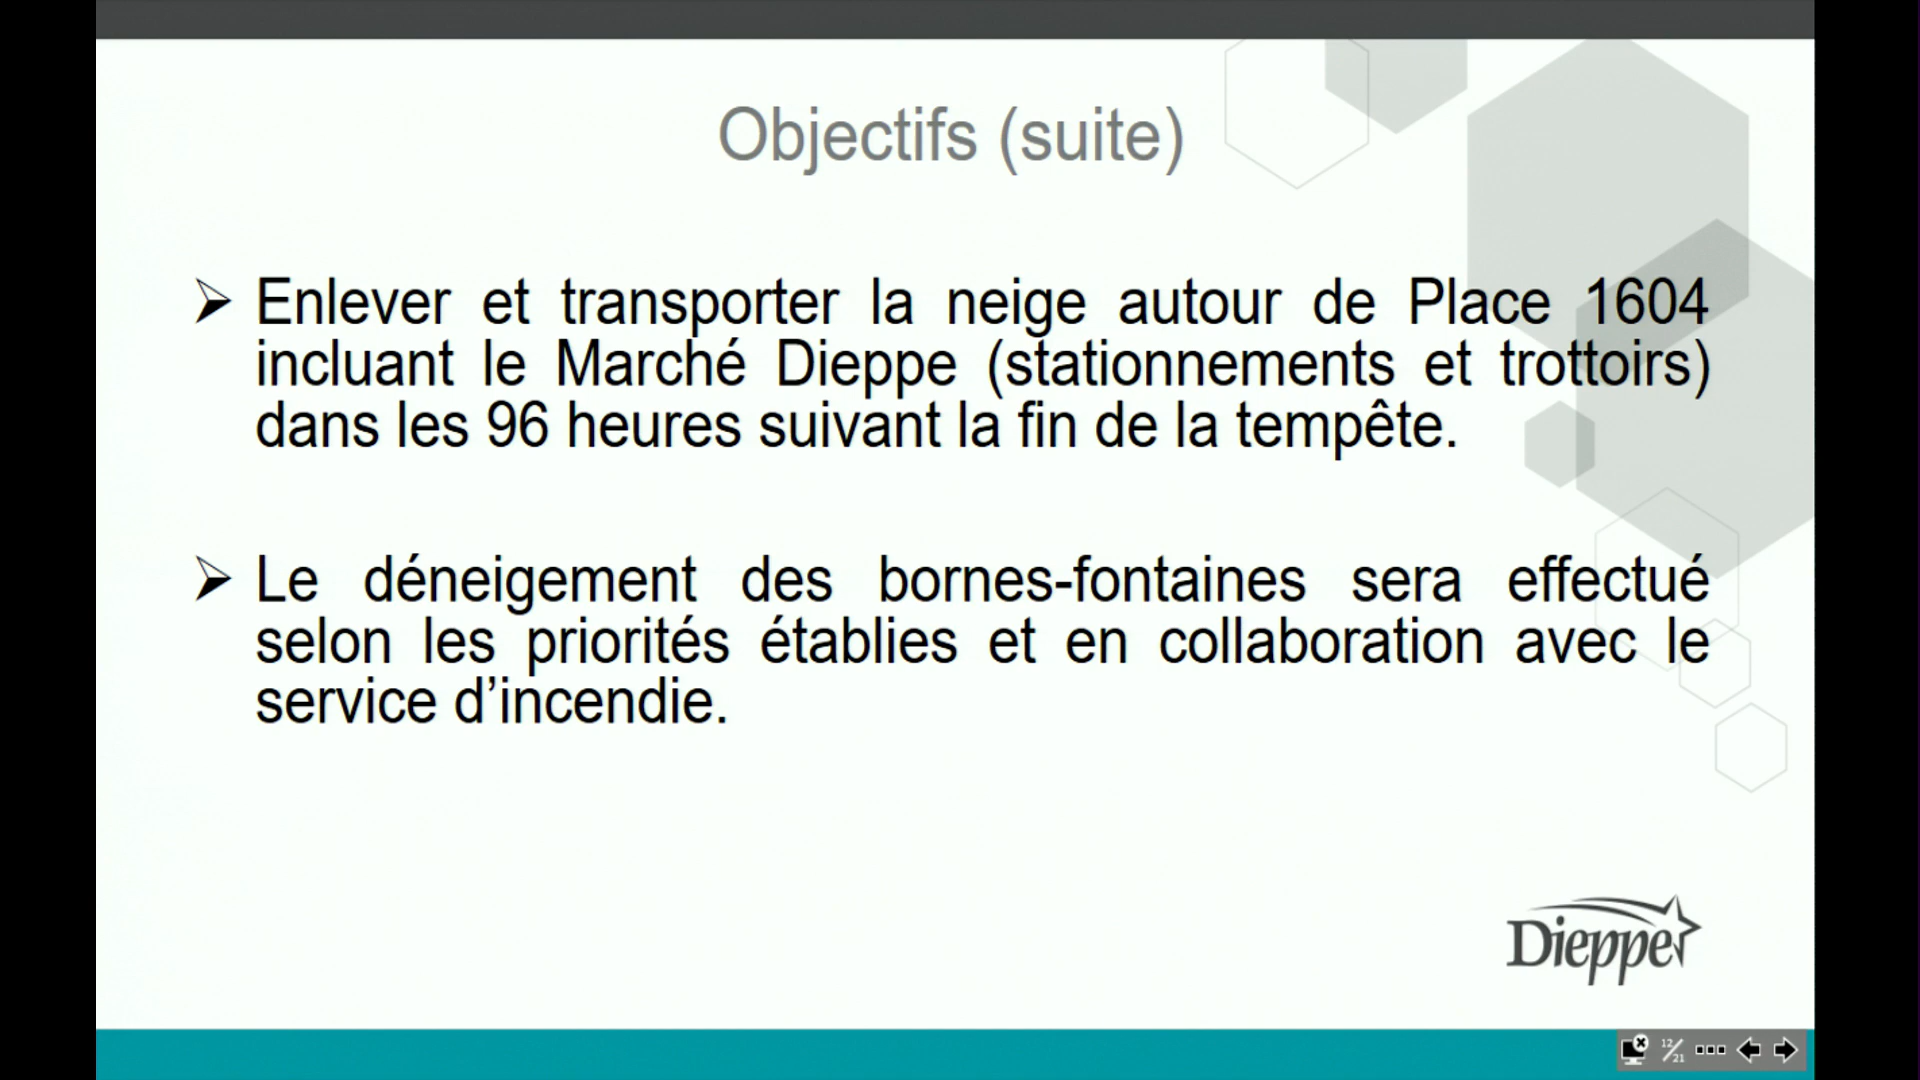 Objectifs (suite)
➢ Enlever et transporter la neige autour de Place 1604
incluant le Marché Dieppe (stationnements et trottoirs)
dans les 96 heures suivant la fin de la tempête.
➢ Le déneigement des bornes-fontaines sera effectué
selon les priorités établies et en collaboration avec le
service d’incendie.
Dieppe
12/21